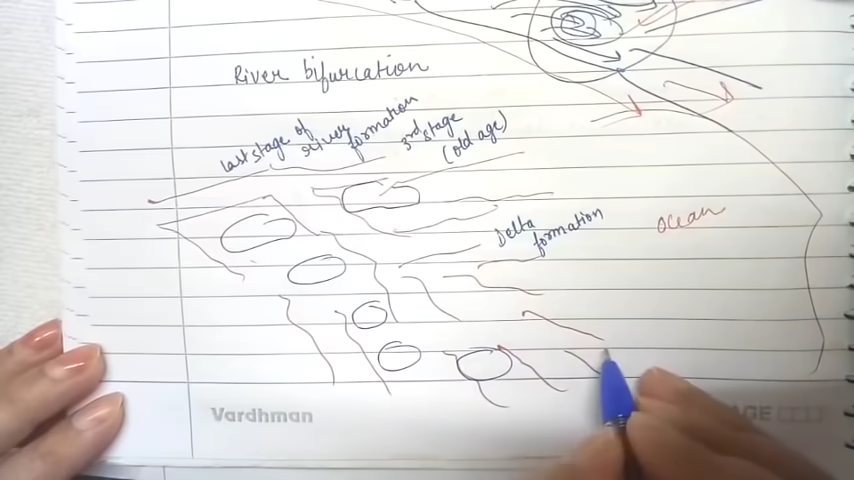 River bifurcation
last stage of
river formation
3rd stage
(old age)
Delta
formation
Ocean
Vardhman